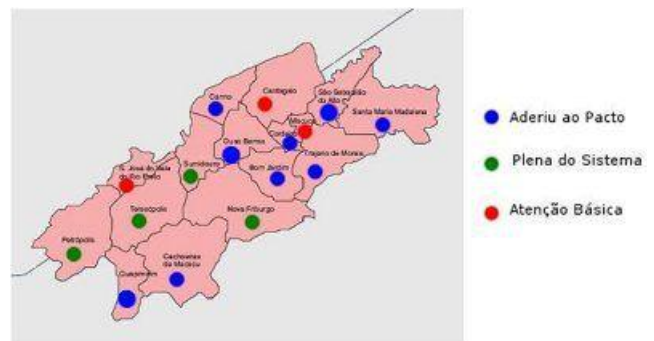 Carmo
Cantagalo
São Sebastião
do Alto
Santa Maria Madalena
Macuco
Cordeiro
Duas Barras
Trajano de Morais
Sumidouro
Bom Jardim
S. José do Vale
do Rio Preto
Teresópolis
Nova Friburgo
Petrópolis
Cachoeiras
de Macacu
Guapimirim
Aderiu ao Pacto
Plena do Sistema
Atenção Básica